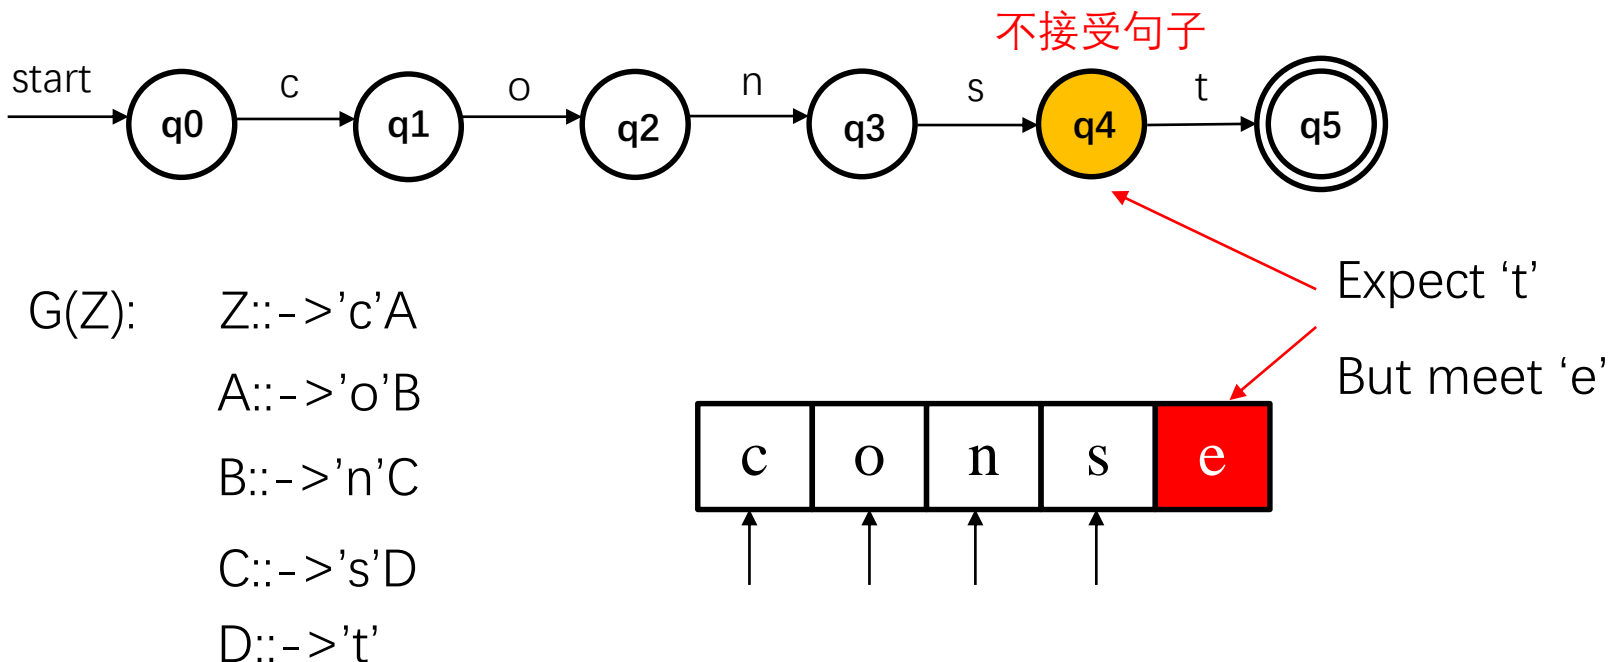 不接受句子
start c o n s t
q0 q1 q2 q3 q4 q5
G(Z): Z::->’c’A
A::->’o’B
B::->’n’C
C::->’s’D
D::->’t’
Expect ‘t’
But meet ‘e’
c o n s e